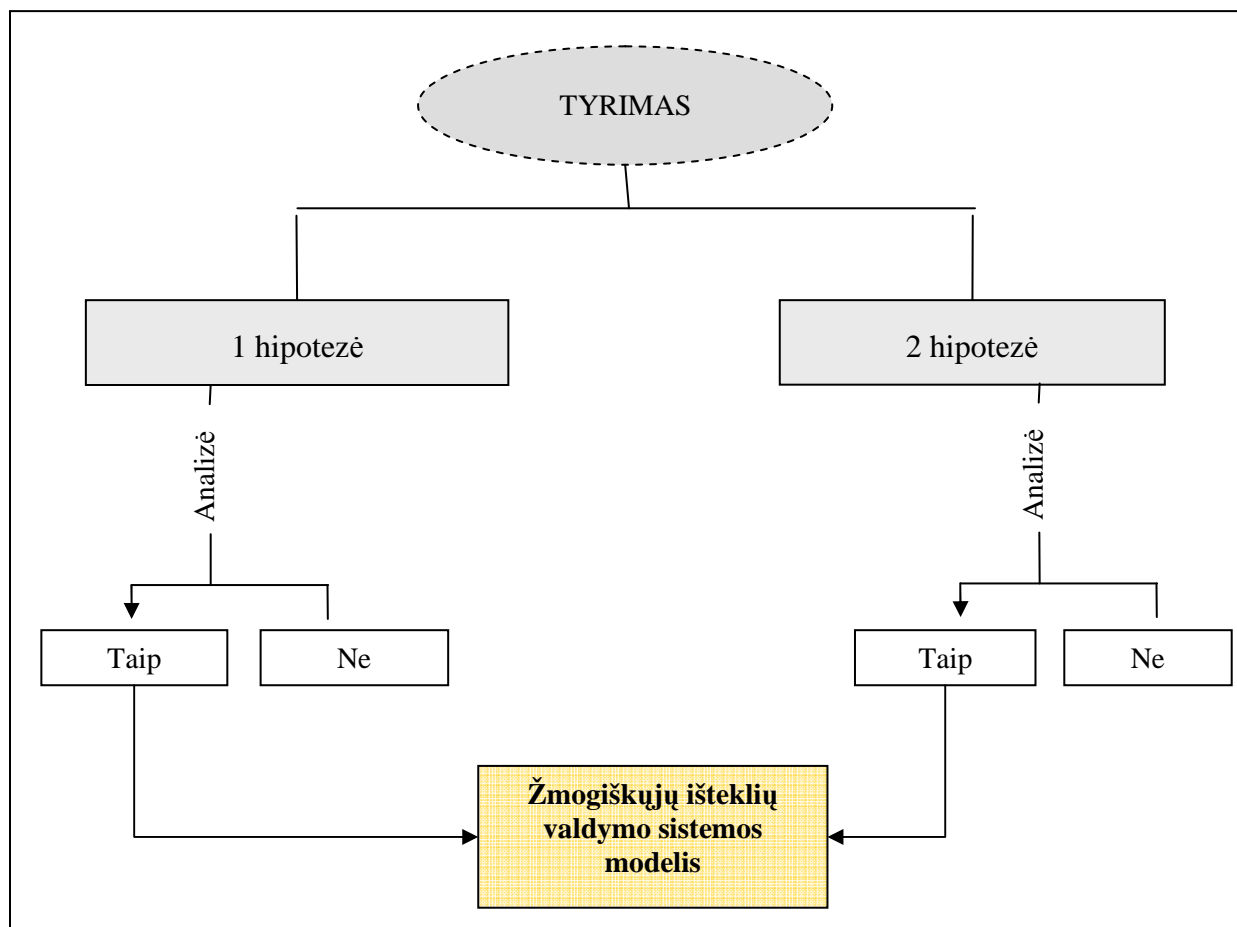 TYRIMAS
1 hipotezė
2 hipotezė
Analizė
Analizė
Taip
Ne
Taip
Ne
Žmogiškųjų išteklių
valdymo sistemos
modelis